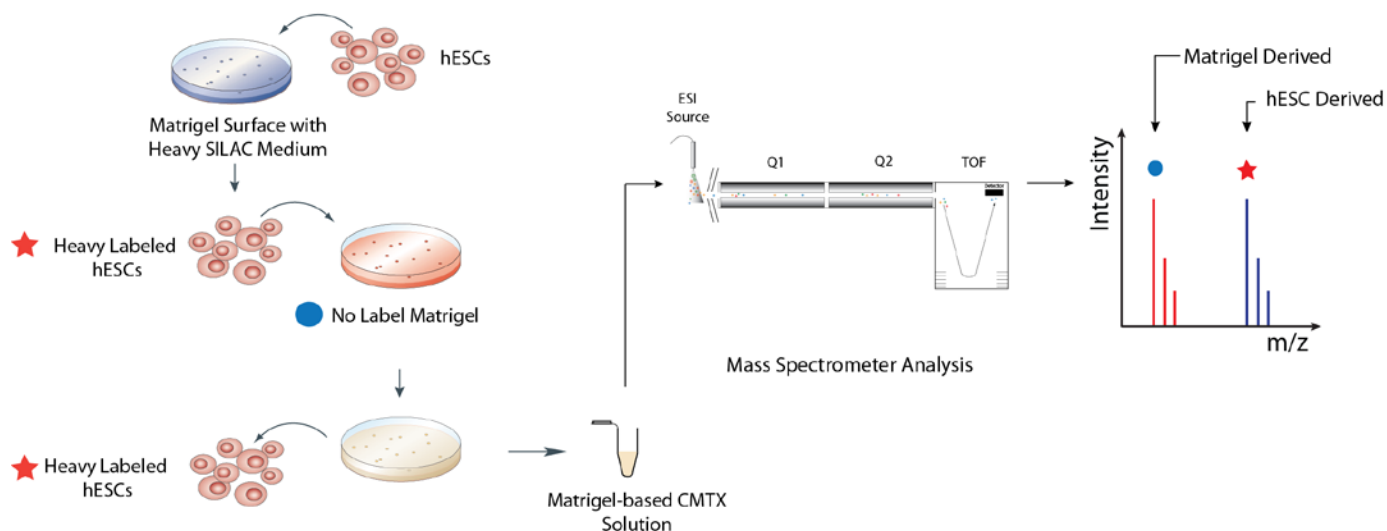 hESCs
Matrigel Surface with
Heavy SILAC Medium
Heavy Labeled
hESCs
No Label Matrigel
Heavy Labeled
hESCs
Matrigel-based CMTX
Solution
ESI
Source
Q1
Q2
TOF
Detector
Mass Spectrometer Analysis
Matrigel Derived
hESC Derived
Intensity
m/z